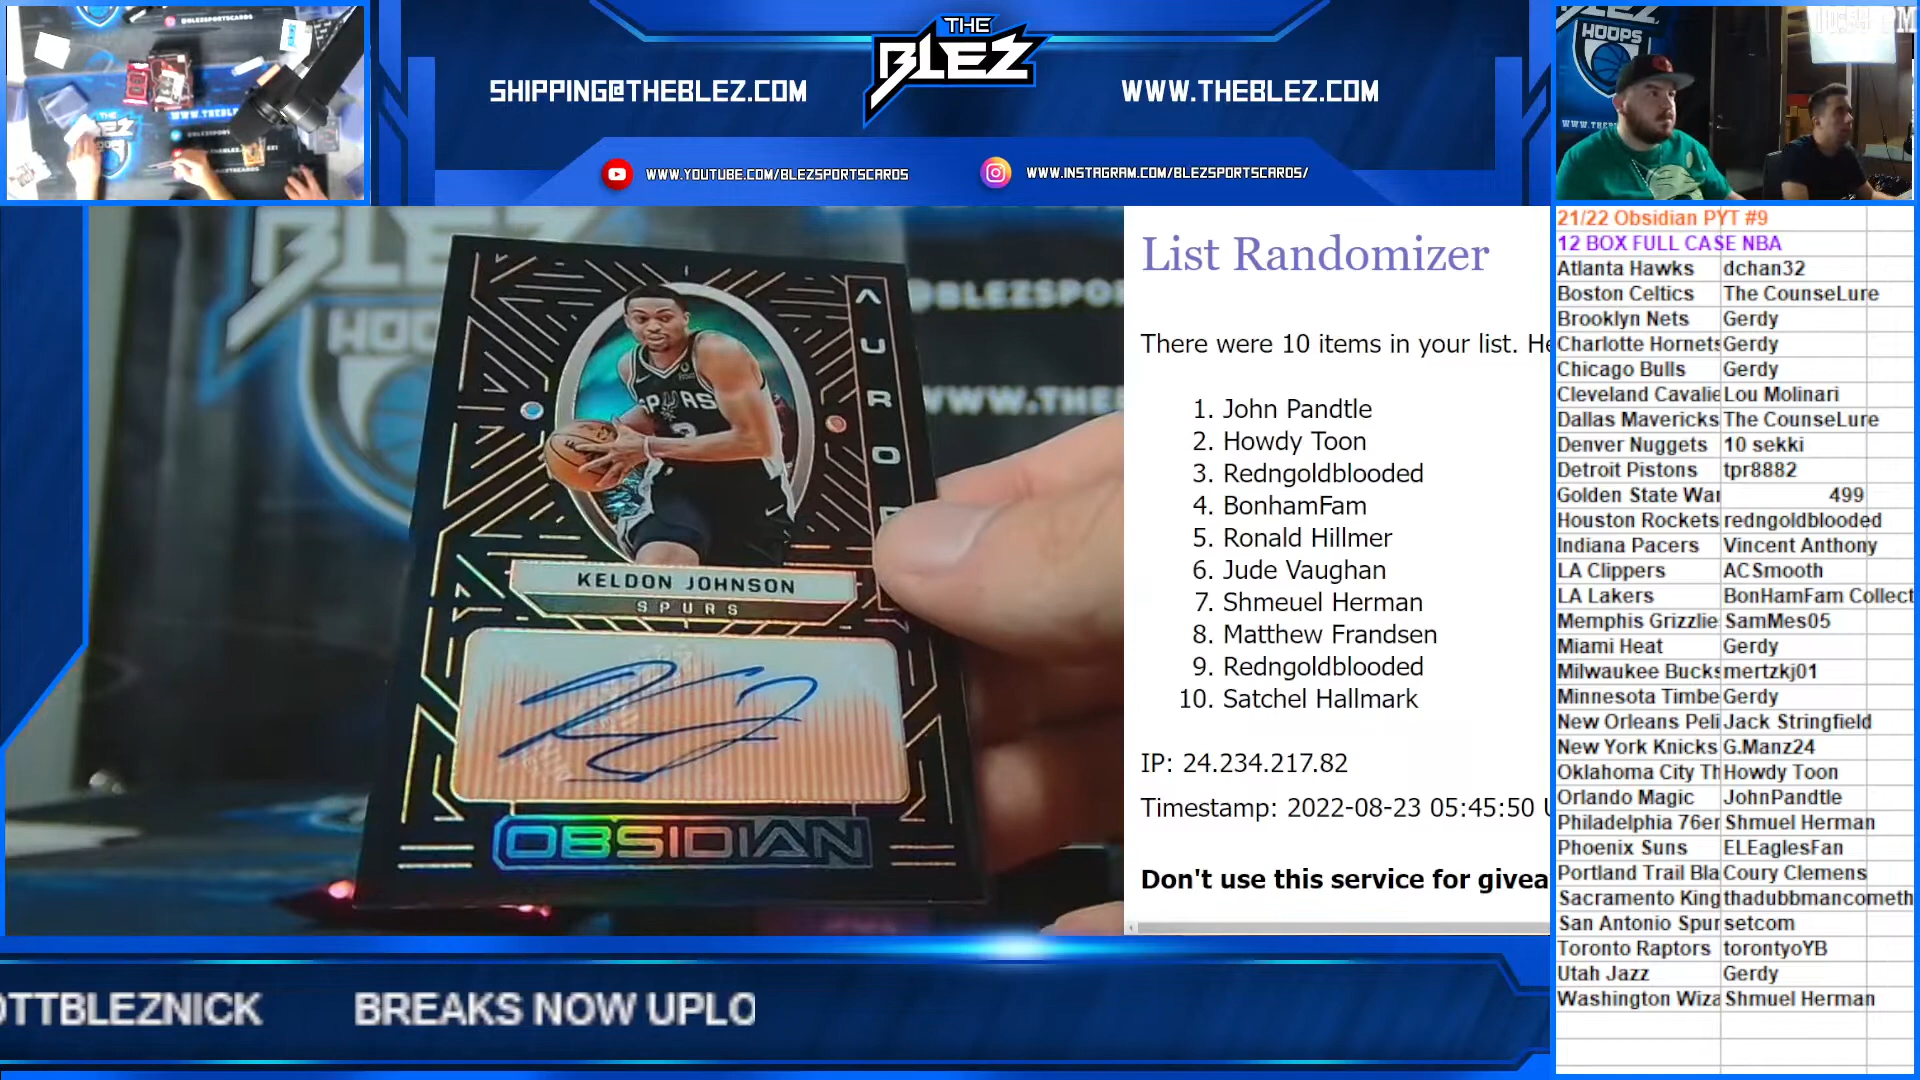 THE
BLEZ
SHIPPING@THEBLEZ.COM
WWW.THEBLEZ.COM
WWW.YOUTUBE.COM/BLEZSPORTSCARDS
WWW.INSTAGRAM.COM/BLEZSPORTSCARDS/
HOOPS
BLEZ
HOOPS
@BLEZSPO
WWW.THE
AURO
SPURS
KELDON JOHNSON
SPURS
OBSIDIAN
List Randomizer
There were 10 items in your list. He
1. John Pandtle
2. Howdy Toon
3. Redngoldblooded
4. BonhamFam
5. Ronald Hillmer
6. Jude Vaughan
7. Shmeuel Herman
8. Matthew Frandsen
9. Redngoldblooded
10. Satchel Hallmark
IP: 24.234.217.82
Timestamp: 2022-08-23 05:45:50 U
Don't use this service for givea
21/22 Obsidian PYT #9
12 BOX FULL CASE NBA
Atlanta Hawks dchan32
Boston Celtics The CounseLure
Brooklyn Nets Gerdy
Charlotte Hornets Gerdy
Chicago Bulls Gerdy
Cleveland Cavalie Lou Molinari
Dallas Mavericks The CounseLure
Denver Nuggets 10 sekki
Detroit Pistons tpr8882
Golden State War 499
Houston Rockets redngoldblooded
Indiana Pacers Vincent Anthony
LA Clippers ACSmooth
LA Lakers BonHamFam Collect
Memphis Grizzlie SamMes05
Miami Heat Gerdy
Milwaukee Bucks mertzkj01
Minnesota Timbe Gerdy
New Orleans Peli Jack Stringfield
New York Knicks G.Manz24
Oklahoma City Th Howdy Toon
Orlando Magic JohnPandtle
Philadelphia 76er Shmuel Herman
Phoenix Suns ELEaglesFan
Portland Trail Bla Coury Clemens
Sacramento King thadubbmancometh
San Antonio Spur setcom
Toronto Raptors torontyoYB
Utah Jazz Gerdy
Washington Wiza Shmuel Herman
OTTBLEZNICK BREAKS NOW UPLO